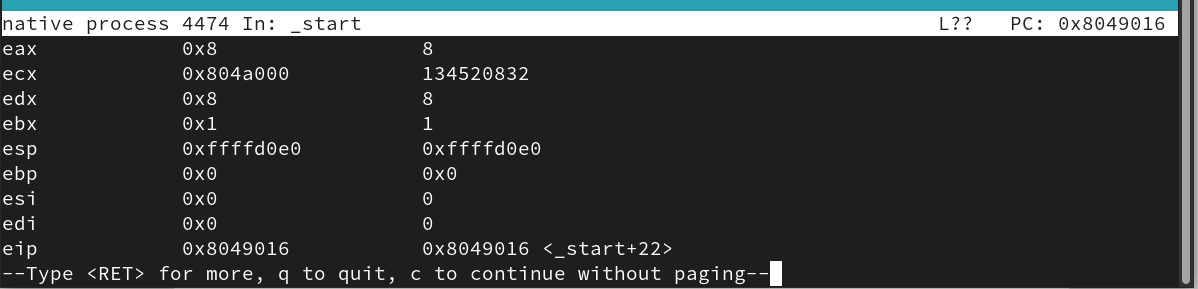 native process 4474 In: _start L?? PC: 0x8049016
eax 0x8 8
ecx 0x804a000 134520832
edx 0x8 8
ebx 0x1 1
esp 0xffffd0e0 0xffffd0e0
ebp 0x0 0x0
esi 0x0 0
edi 0x0 0
eip 0x8049016 0x8049016 <_start+22>
--Type <RET> for more, q to quit, c to continue without paging--